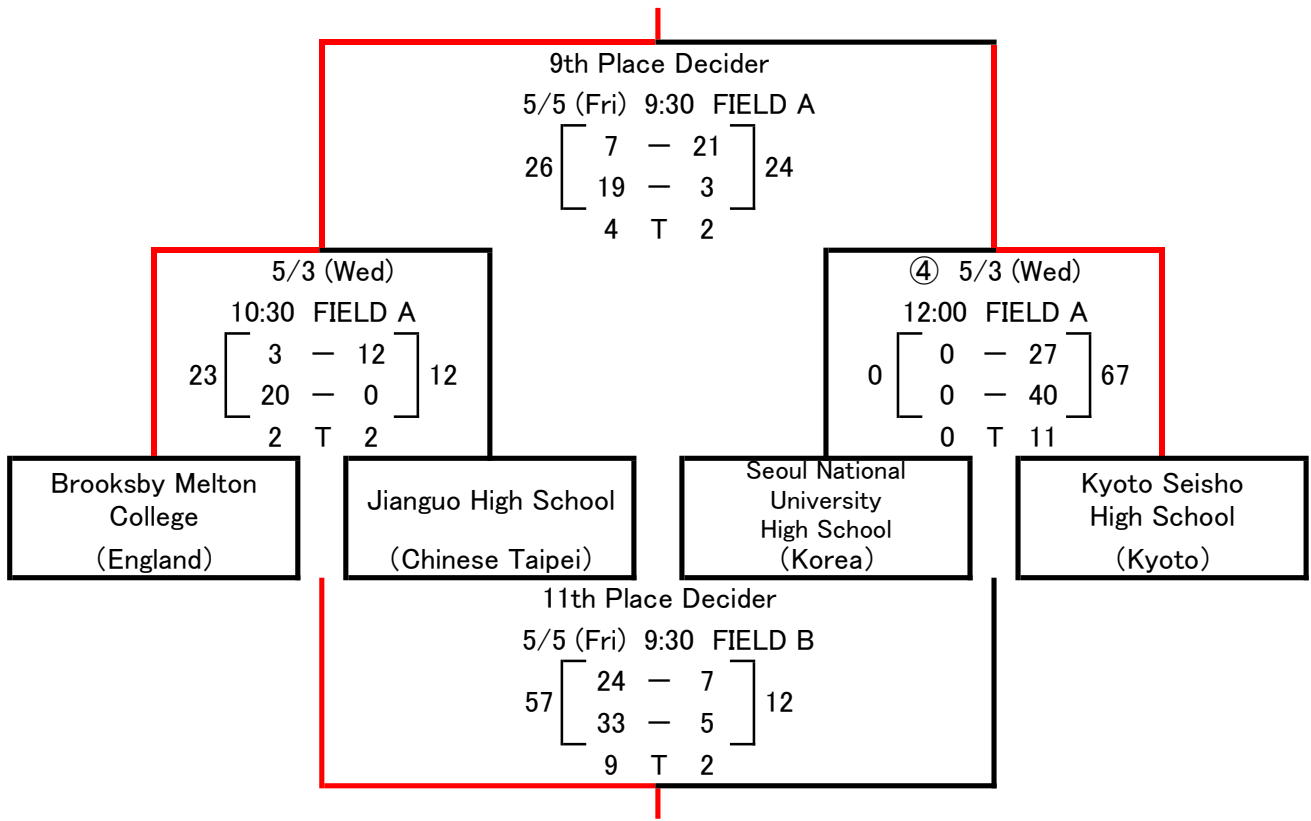 9th Place Decider
5/5 (Fri) 9:30 FIELD A
7 — 21
26 24
19 — 3
4 T 2
5/3 (Wed)
10:30 FIELD A
3 — 12
23 12
20 — 0
2 T 2
④ 5/3 (Wed)
12:00 FIELD A
0 — 27
0 67
0 — 40
0 T 11
Brooksby Melton
College
(England)
Jianguo High School
(Chinese Taipei)
Seoul National
University
High School
(Korea)
Kyoto Seisho
High School
(Kyoto)
11th Place Decider
5/5 (Fri) 9:30 FIELD B
24 — 7
57 12
33 — 5
9 T 2